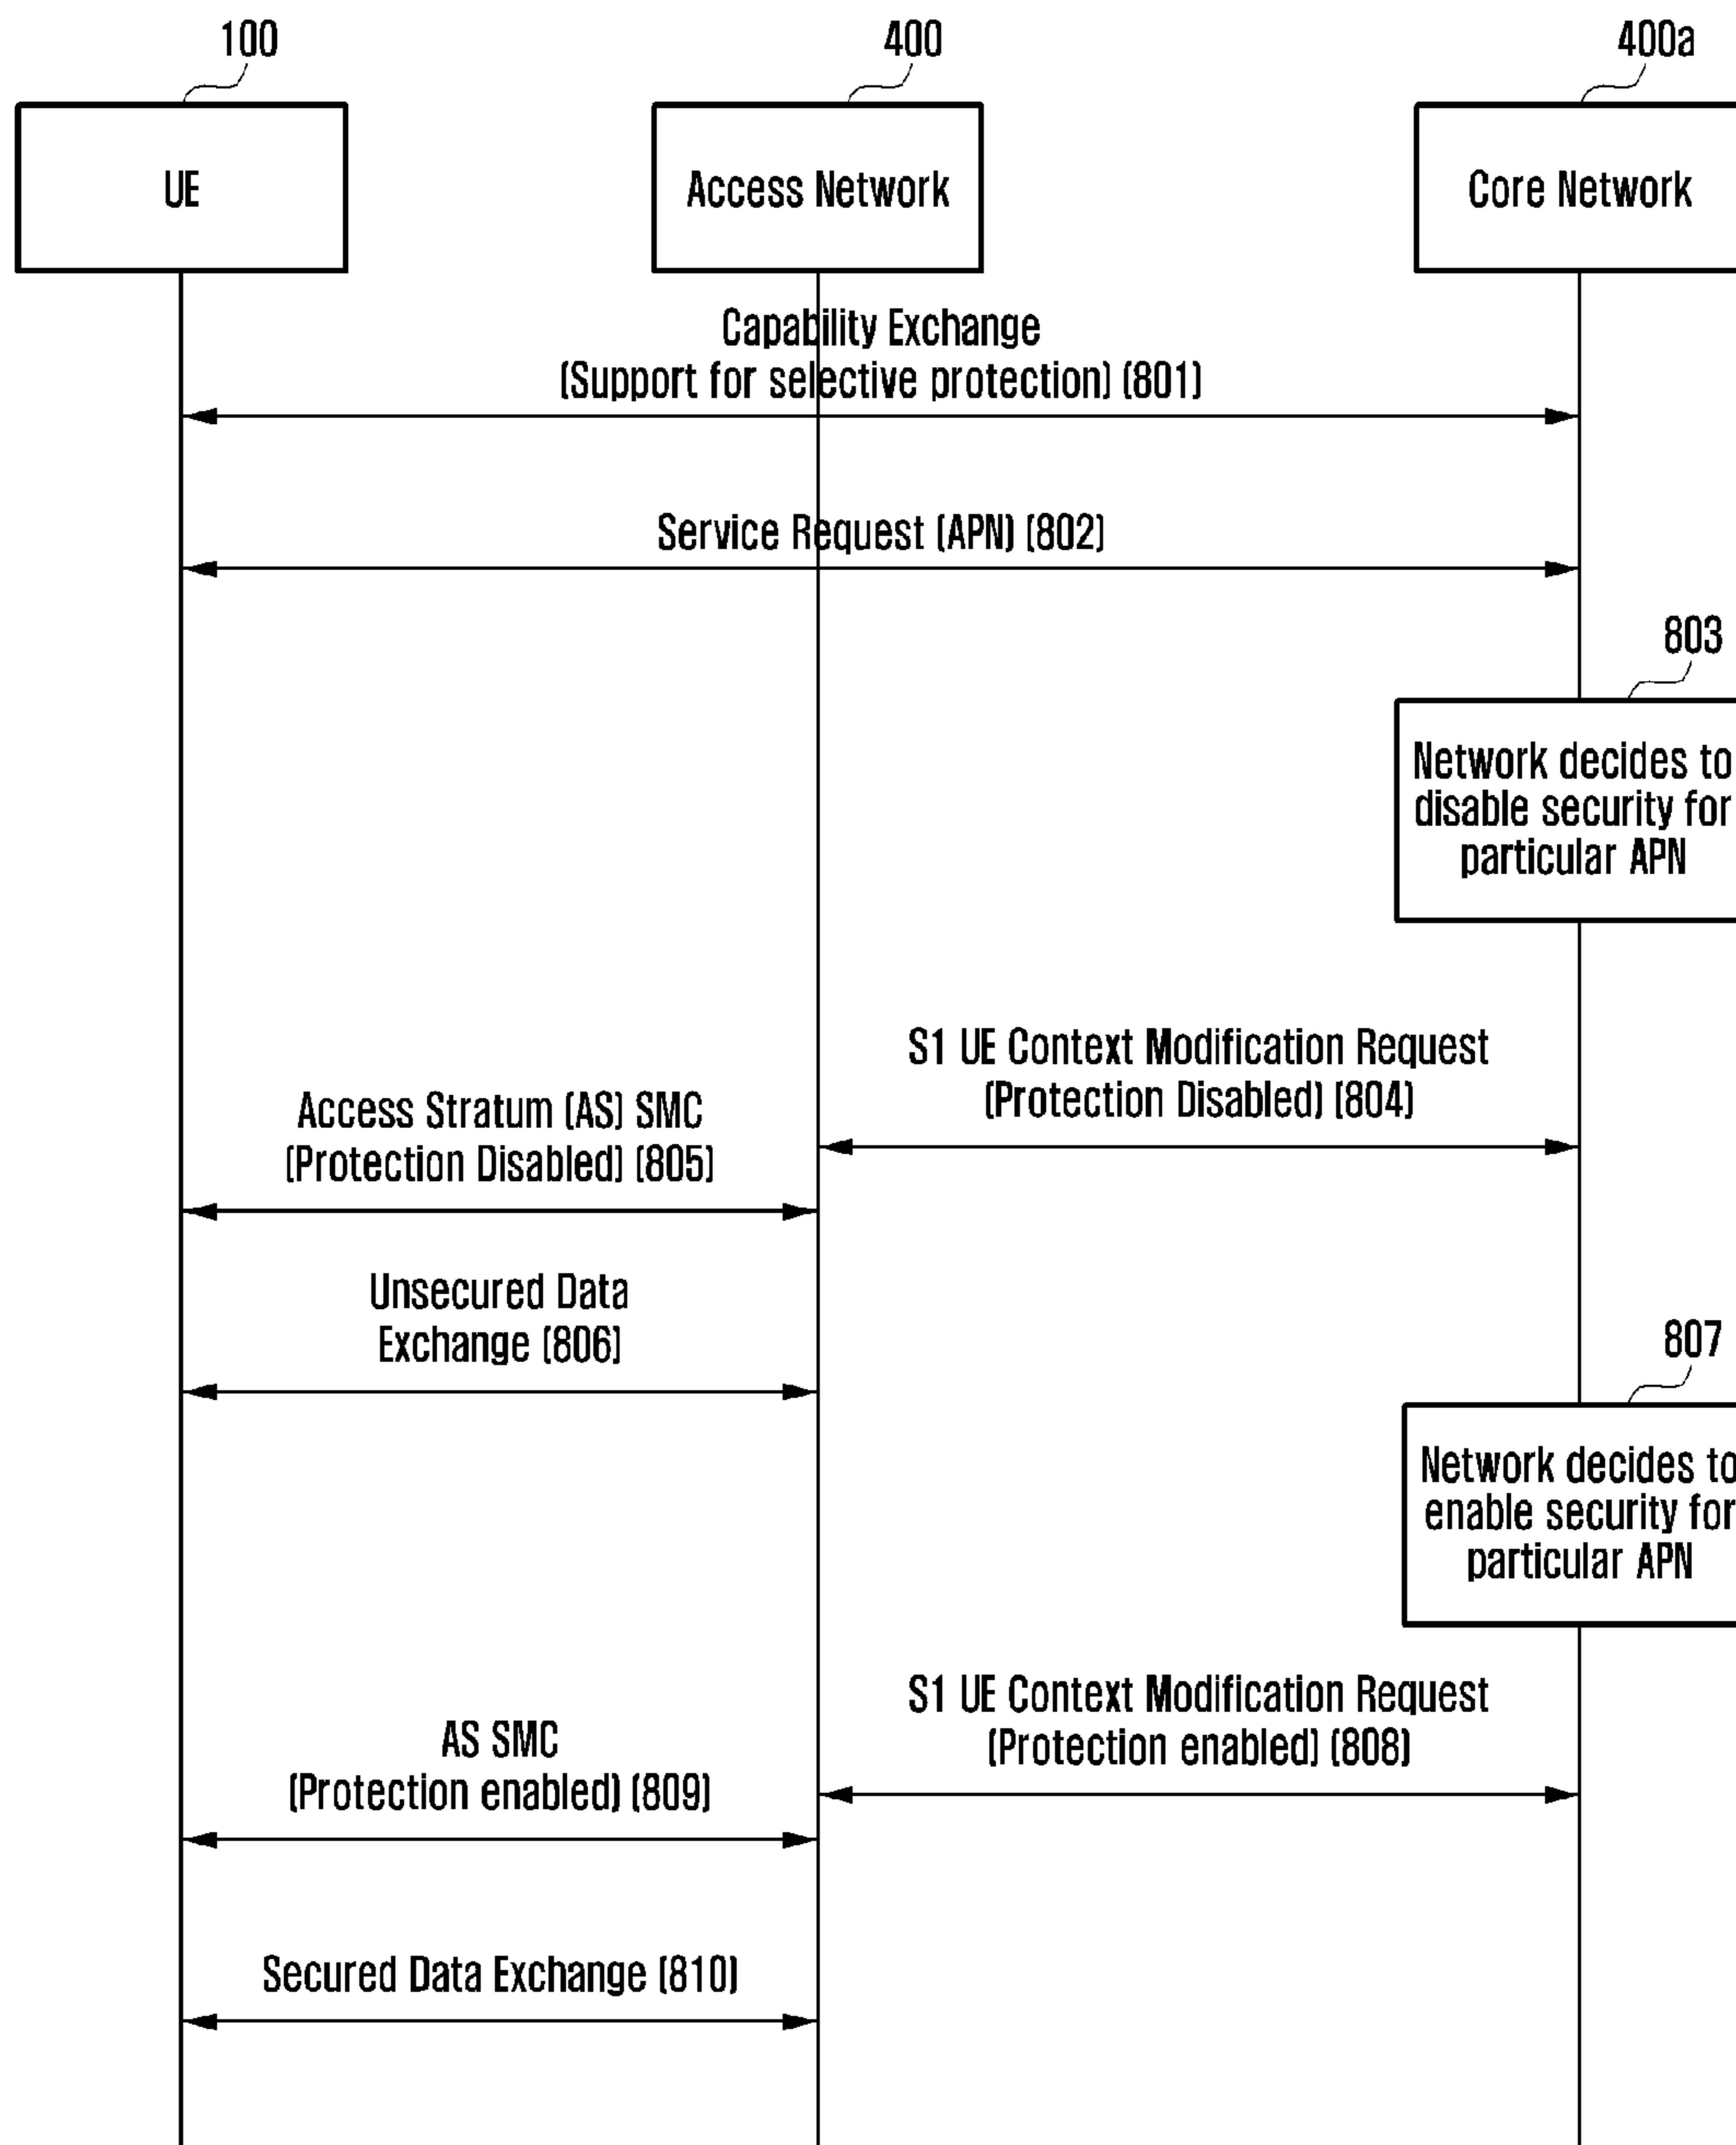 100
400
400a
UE
Access Network
Core Network
Capability Exchange
(Support for selective protection) (801)
Service Request (APN) (802)
803
Network decides to
disable security for
particular APN
S1 UE Context Modification Request
(Protection Disabled) (804)
Access Stratum (AS) SMC
(Protection Disabled) (805)
Unsecured Data
Exchange (806)
807
Network decides to
enable security for
particular APN
S1 UE Context Modification Request
(Protection enabled) (808)
AS SMC
(Protection enabled) (809)
Secured Data Exchange (810)